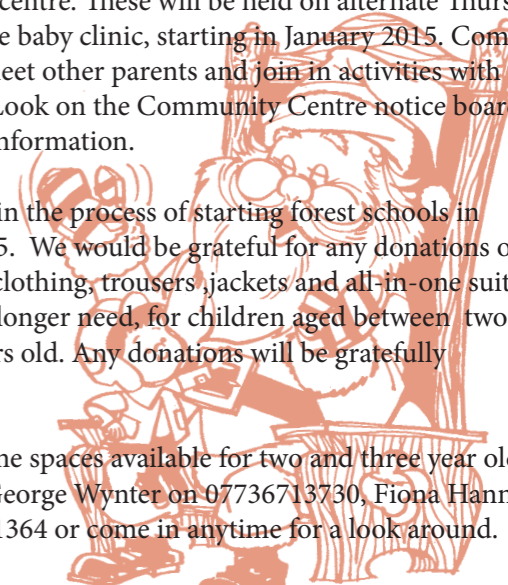 centre. These will be held on alternate Thurs
e baby clinic, starting in January 2015. Com
eet other parents and join in activities with
Look on the Community Centre notice boar
nformation.
in the process of starting forest schools in
5. We would be grateful for any donations o
clothing, trousers ,jackets and all-in-one suit
longer need, for children aged between two
rs old. Any donations will be gratefully
ne spaces available for two and three year ol
George Wynter on 07736713730, Fiona Hann
1364 or come in anytime for a look around.